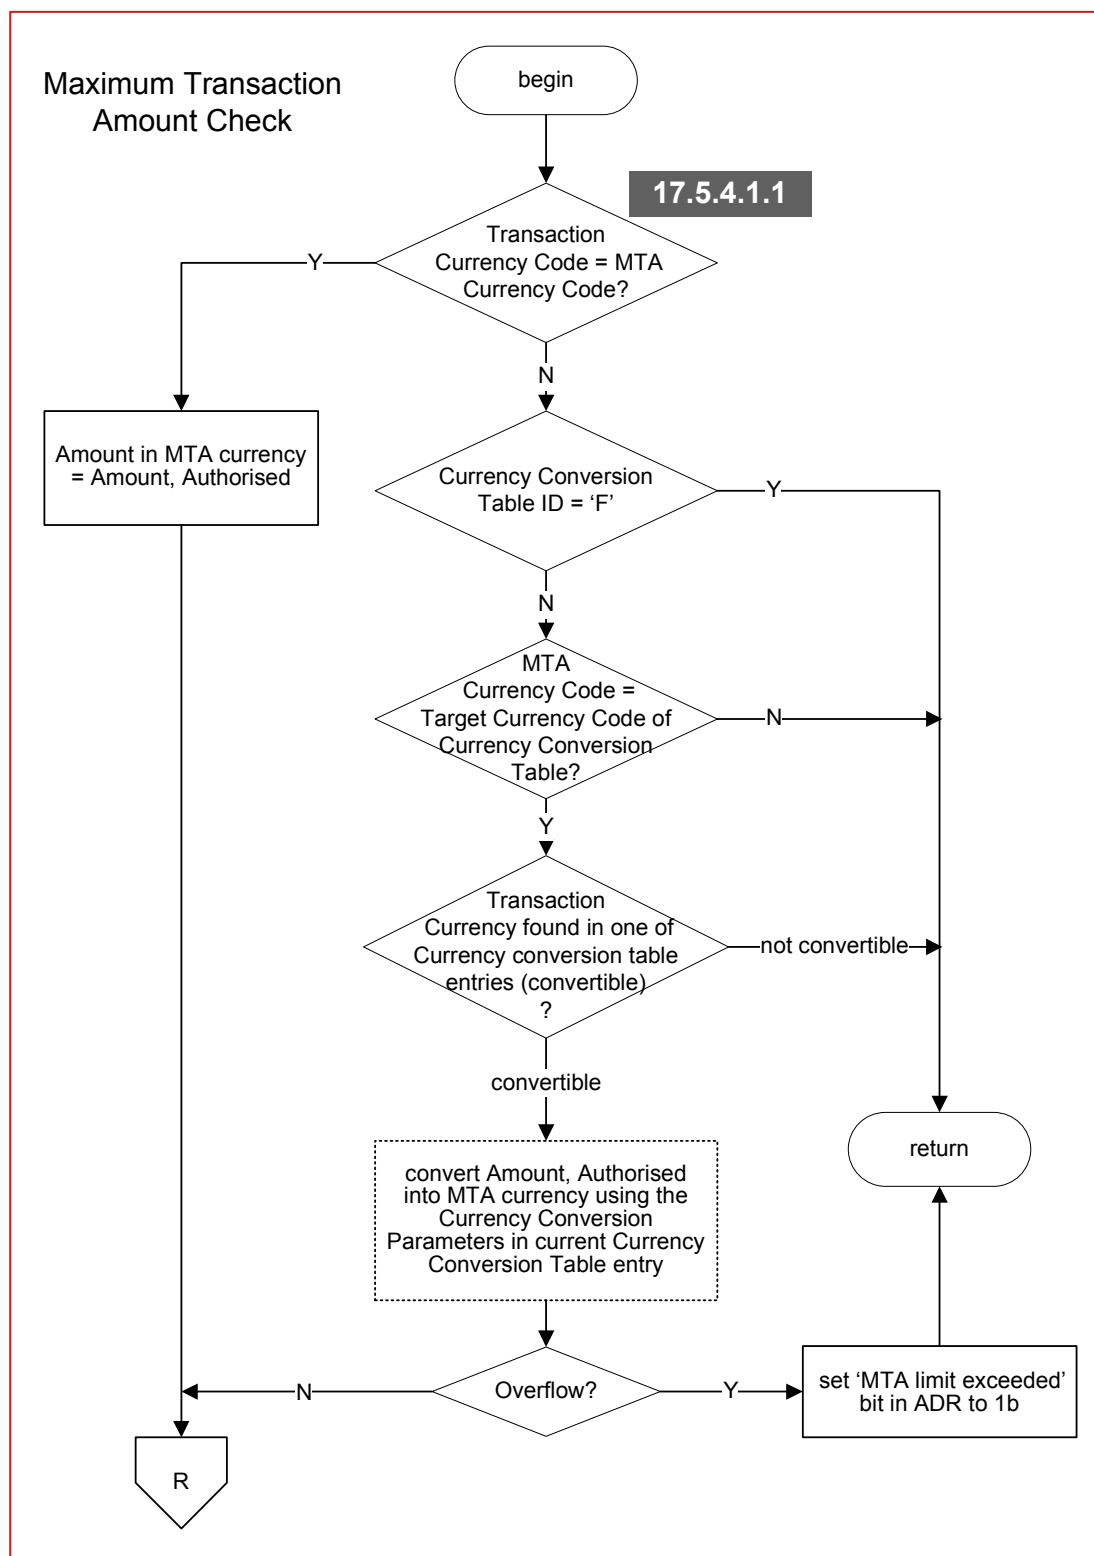 Maximum Transaction
Amount Check
begin
17.5.4.1.1
Transaction
Currency Code = MTA
Currency Code?
Y
N
Amount in MTA currency
= Amount, Authorised
Currency Conversion
Table ID = ‘F’
Y
N
MTA
Currency Code =
Target Currency Code of
Currency Conversion
Table?
N
Y
Transaction
Currency found in one of
Currency conversion table
entries (convertible)
?
not convertible
convertible
return
convert Amount, Authorised
into MTA currency using the
Currency Conversion
Parameters in current Currency
Conversion Table entry
Overflow?
N
Y
set ‘MTA limit exceeded’
bit in ADR to 1b
R